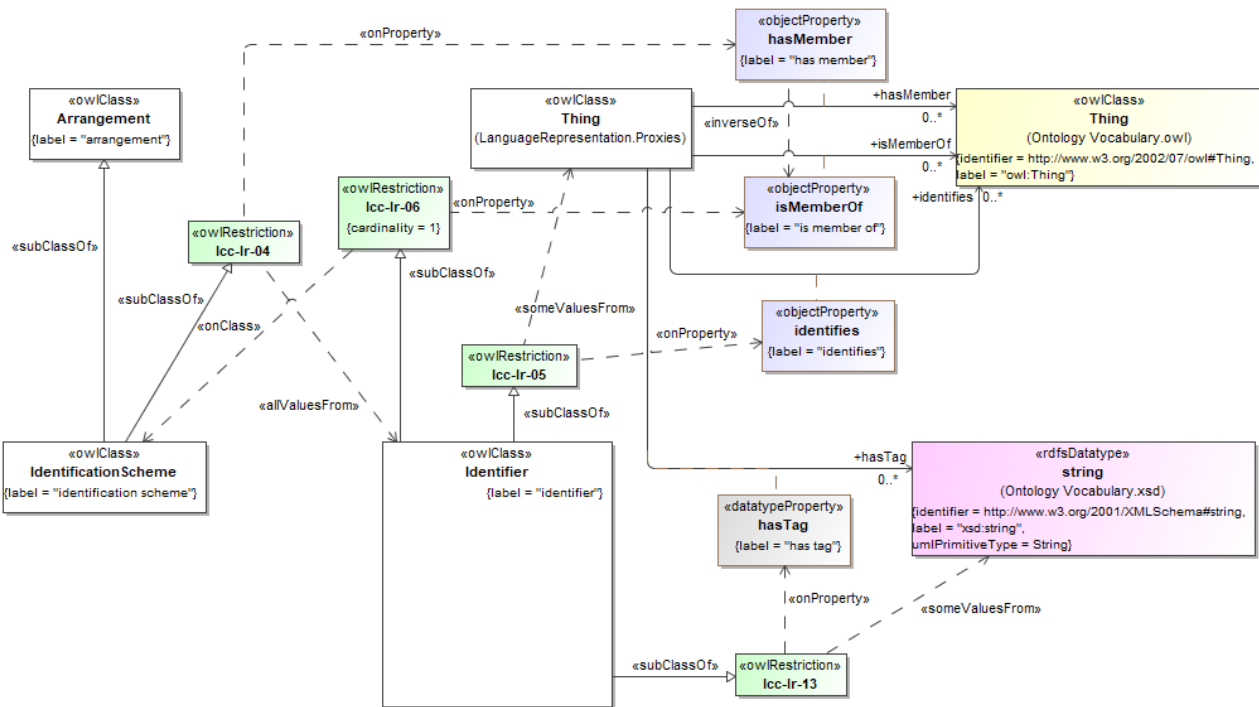 «objectProperty»
hasMember
{label = "has member"}
«onProperty»
«owlClass»
Arrangement
{label = "arrangement"}
«owlClass»
Thing
(LanguageRepresentation.Proxies)
+hasMember
0..*
«inverseOf»
+isMemberOf
0..*
«owlClass»
Thing
(Ontology Vocabulary.owl)
{identifier = http://www.w3.org/2002/07/owl#Thing,
label = "owl:Thing"}
+identifies
0..*
«owlRestriction»
lcc-lr-06
{cardinality = 1}
«onProperty»
«objectProperty»
isMemberOf
{label = "is member of"}
«owlRestriction»
lcc-lr-04
«subClassOf»
«subClassOf»
«subClassOf»
«onClass»
«someValuesFrom»
«objectProperty»
identifies
{label = "identifies"}
«onProperty»
«owlRestriction»
lcc-lr-05
«allValuesFrom»
«subClassOf»
«owlClass»
IdentificationScheme
{label = "identification scheme"}
«owlClass»
Identifier
{label = "identifier"}
+hasTag
0..*
«rdfsDatatype»
string
(Ontology Vocabulary.xsd)
{identifier = http://www.w3.org/2001/XMLSchema#string,
label = "xsd:string",
umlPrimitiveType = String}
«datatypeProperty»
hasTag
{label = "has tag"}
«onProperty»
«someValuesFrom»
«subClassOf»
«owlRestriction»
lcc-lr-13